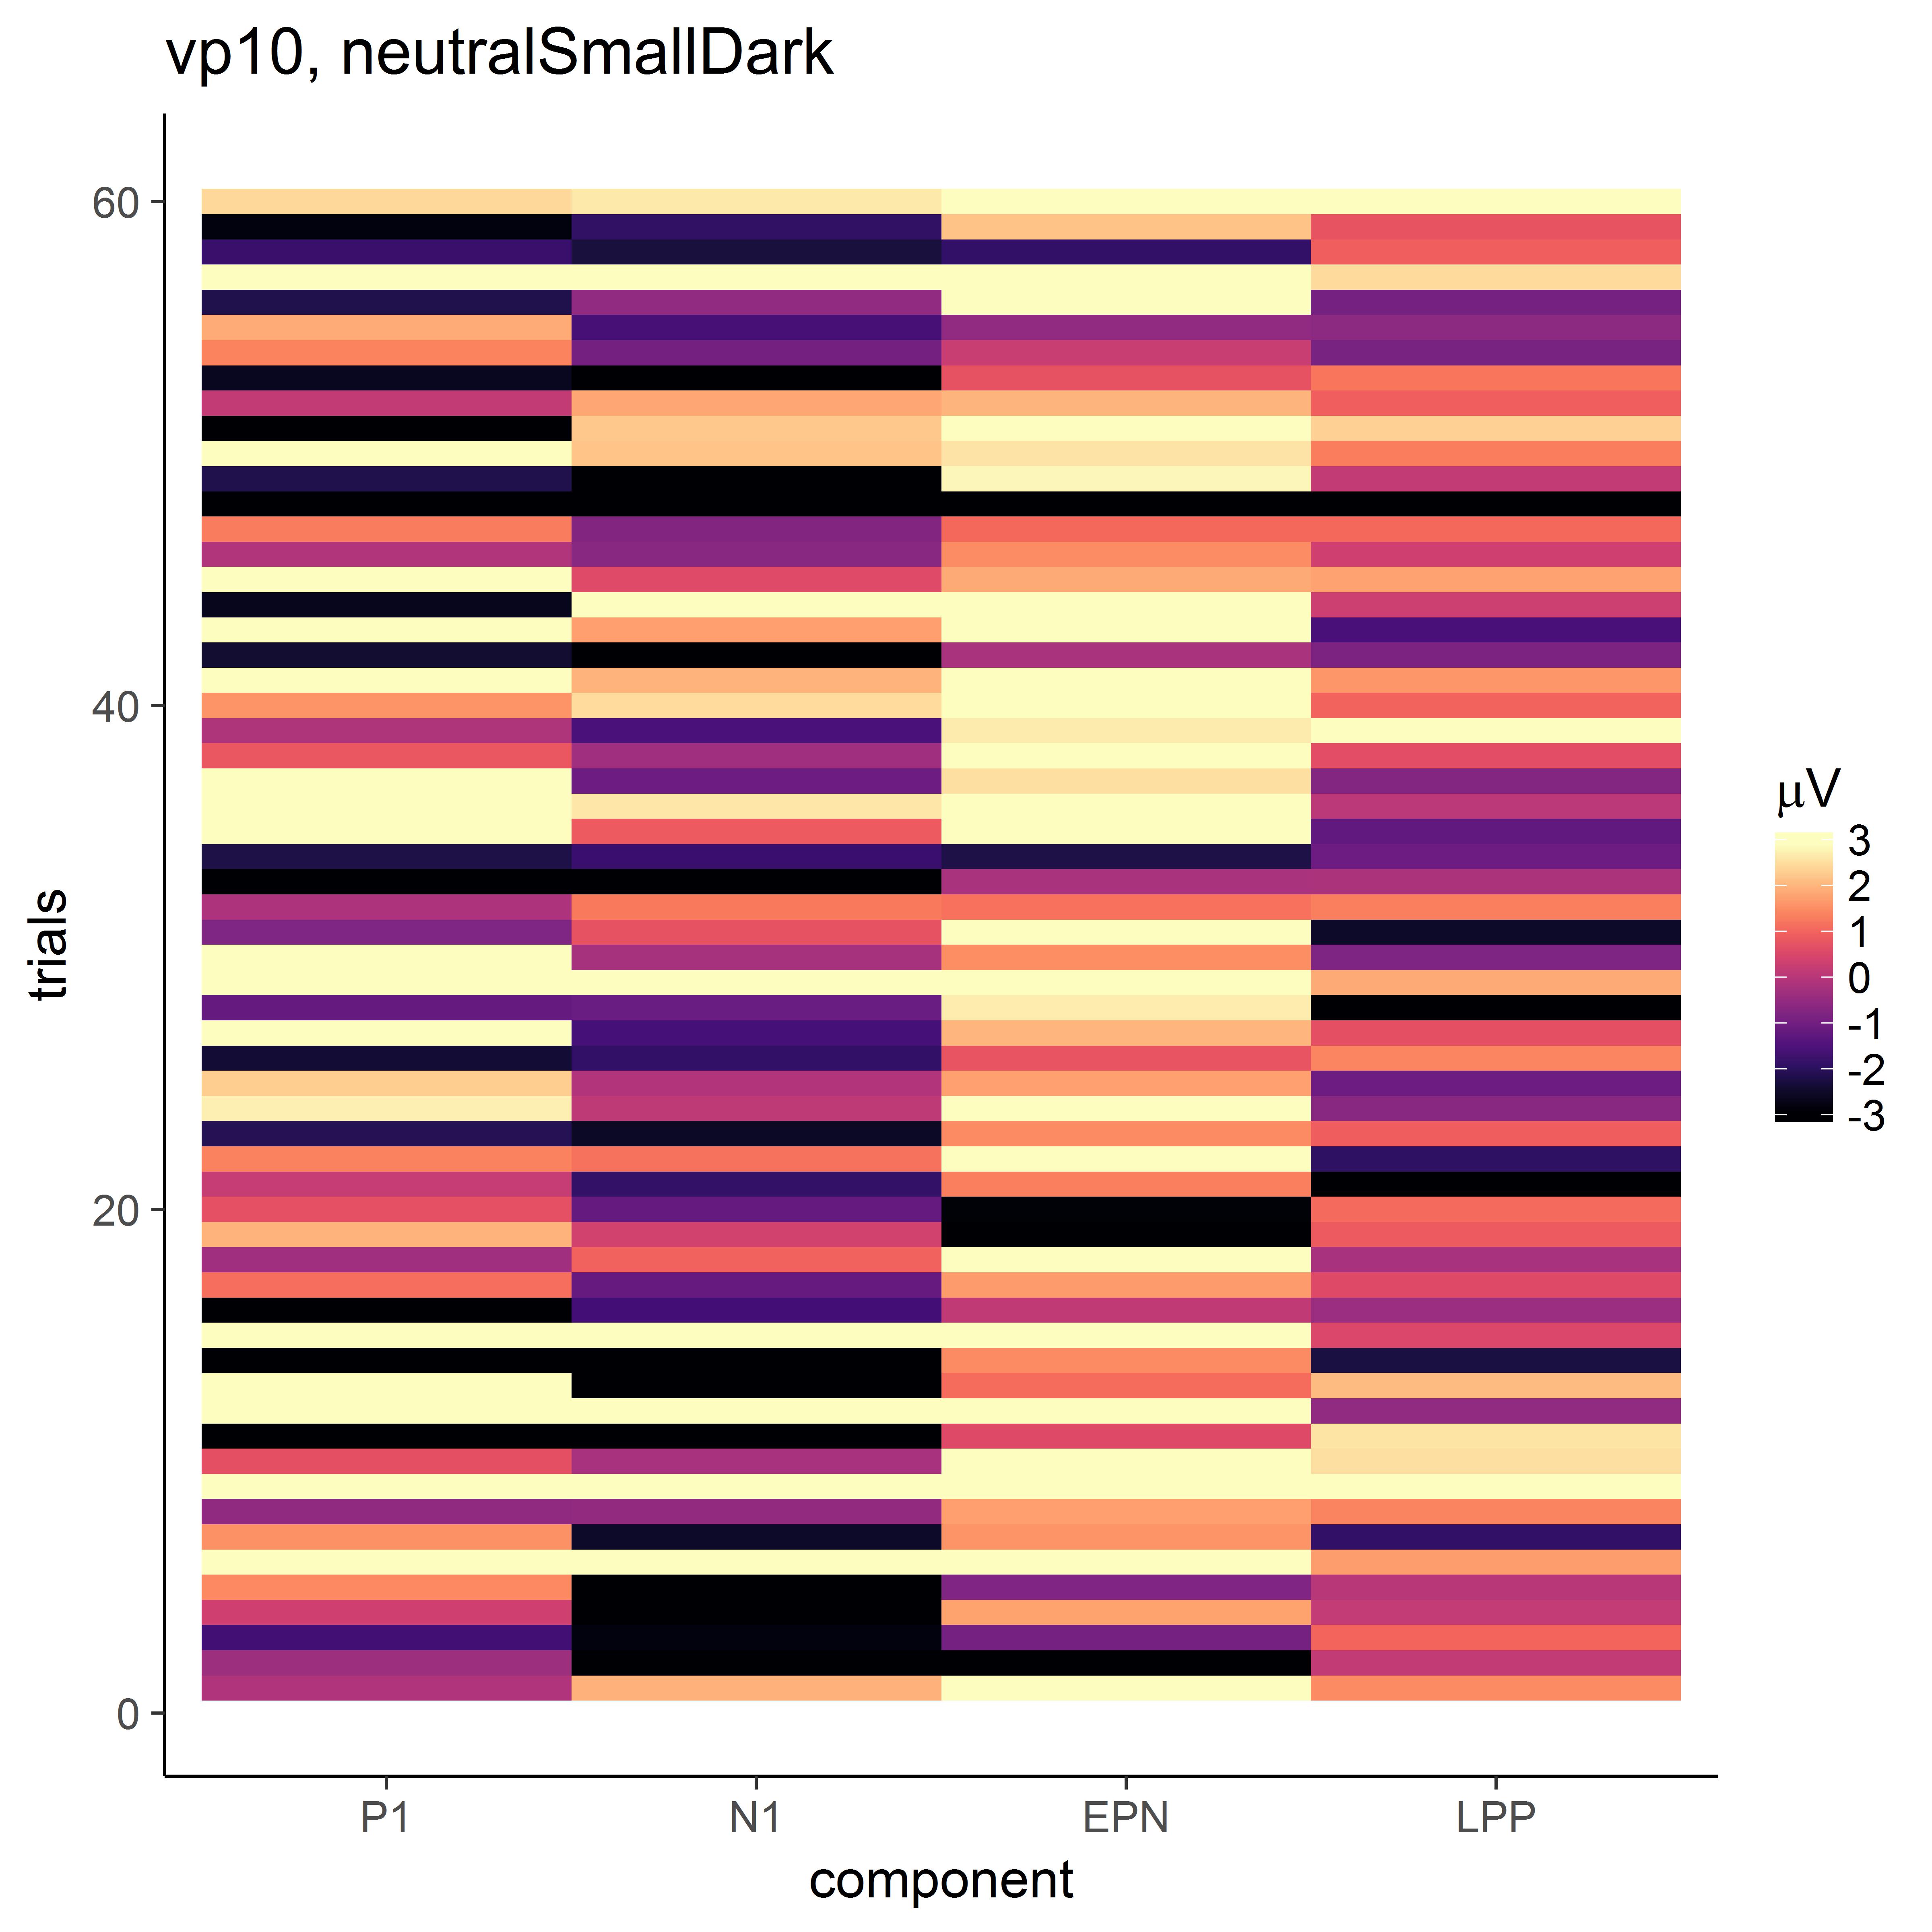 vp10, neutralSmallDark
60
40
20
0
trials
P1 N1 EPN LPP
component
μV
3
2
1
0
-1
-2
-3